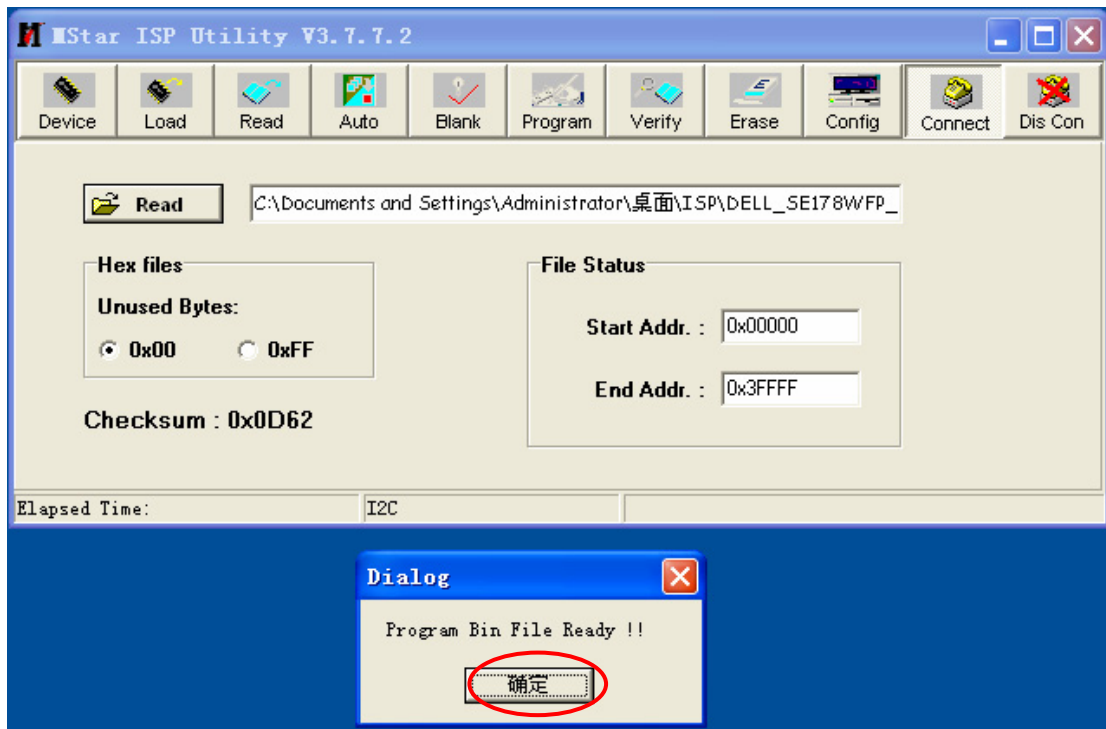 MStar ISP Utility V3.7.7.2
Device Load Read Auto Blank Program Verify Erase Config Connect Dis Con
Read C:\Documents and Settings\Administrator\桌面\ISP\DELL_SE178WFP_
Hex files
Unused Bytes:
0x00 0xFF
Checksum : 0x0D62
File Status
Start Addr. : 0x00000
End Addr. : 0x3FFFF
Elapsed Time: I2C
Dialog
Program Bin File Ready !!
确定